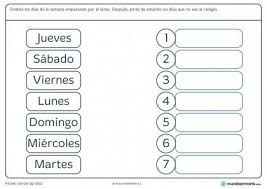 Ordena los días de la semana empezando por el lunes. Después, pinta de amarillo los días que no vas al colegio.
Jueves
1
Sábado
2
Viernes
3
Lunes
4
Domingo
5
Miércoles
6
Martes
7
mundoprimaria